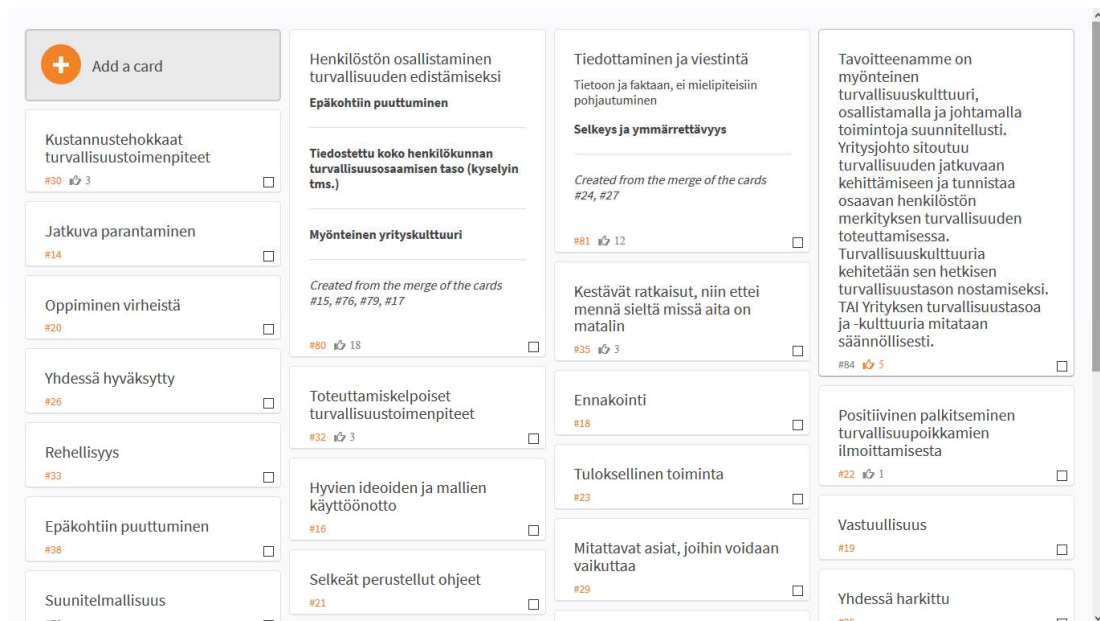 Add a card
Kustannustehokkaat
turvallisuustoimenpiteet
#30 3
Jatkuva parantaminen
#14
Oppiminen virheistä
#20
Yhdessä hyväksytty
#26
Rehellisyys
#33
Epäkohtiin puuttuminen
#38
Suunitelmallisuus
Henkilöstön osallistaminen
turvallisuuden edistämiseksi
Epäkohtiin puuttuminen
Tiedostettu koko henkilökunnan
turvallisuusosaamisen taso (kyselyin
tms.)
Myönteinen yrityskulttuuri
Created from the merge of the cards
#15, #76, #79, #17
#80 18
Toteuttamiskelpoiset
turvallisuustoimenpiteet
#32 3
Hyvien ideoiden ja mallien
käyttöönotto
#16
Selkeät perustellut ohjeet
#21
Tiedottaminen ja viestintä
Tietoon ja faktaan, ei mielipiteisiin
pohjautuminen
Selkeys ja ymmärrettävyys
Created from the merge of the cards
#24, #27
#81 12
Kestävät ratkaisut, niin ettei
mennä sieltä missä aita on
matalin
#35 3
Ennakointi
#18
Tuloksellinen toiminta
#23
Mitattavat asiat, joihin voidaan
vaikuttaa
#29
Tavoitteenamme on
myönteinen
turvallisuuskulttuuri,
osallistamalla ja johtamalla
toimintoja suunnitellusti.
Yritysjohto sitoutuu
turvallisuuden jatkuvaan
kehittämiseen ja tunnistaa
osaavan henkilöstön
merkityksen turvallisuuden
toteuttamisessa.
Turvallisuuskulttuuria
kehitetään sen hetkisen
turvallisuustason nostamiseksi.
TAI Yrityksen turvallisuustasoa
ja -kulttuuria mitataan
säännöllisesti.
#84 5
Positiivinen palkitseminen
turvallisuupoikkamien
ilmoittamisesta
#22 1
Vastuullisuus
#19
Yhdessä harkittu